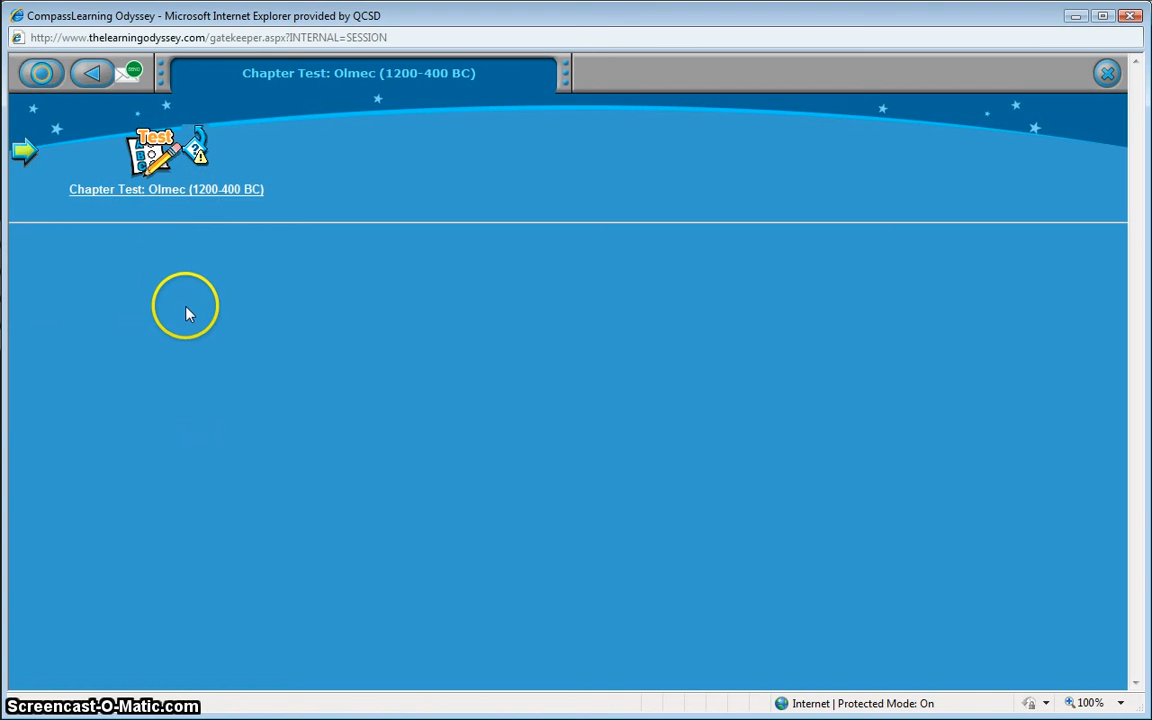 CompassLearning Odyssey - Microsoft Internet Explorer provided by QCSD
http://www.thelearningodyssey.com/gatekeeper.aspx?INTERNAL=SESSION
SEND
Chapter Test: Olmec (1200-400 BC)
Test
Chapter Test: Olmec (1200-400 BC)
Screencast-O-Matic.com
Internet | Protected Mode: On
100%